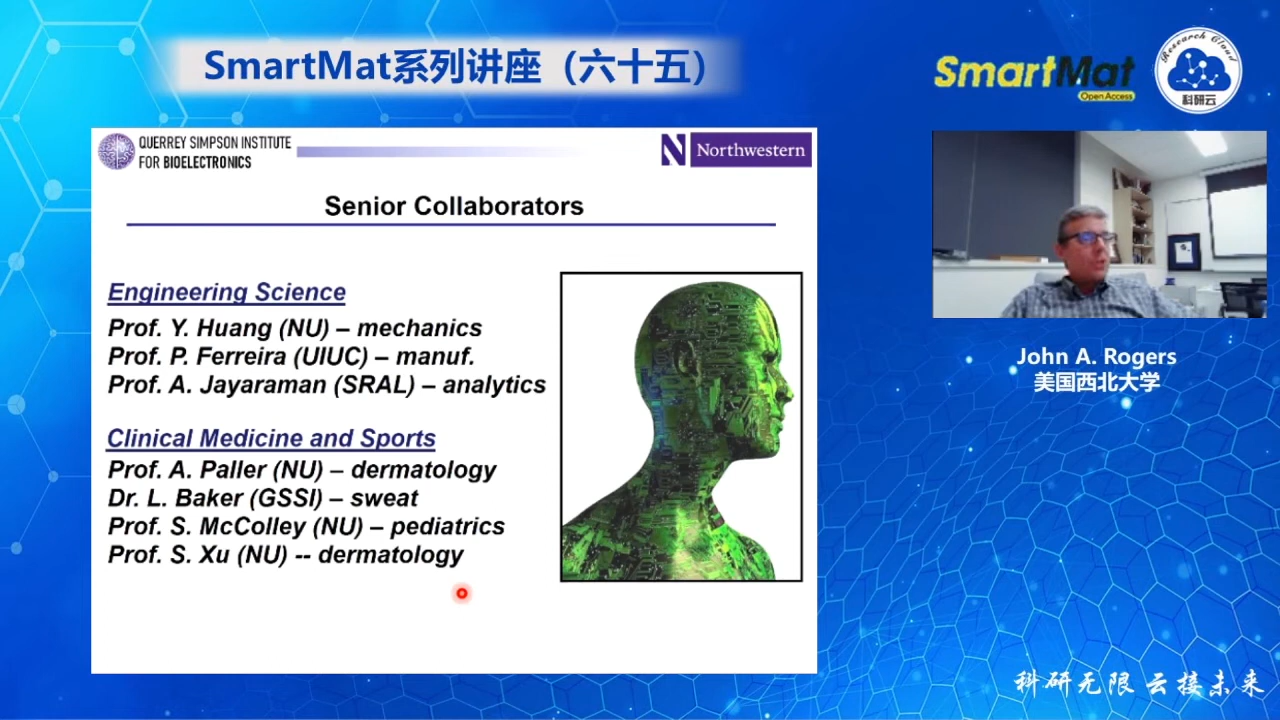 SmartMat系列讲座（六十五）
SmartMat
Open Access
Research Cloud
科研云
QUERREY SIMPSON INSTITUTE
FOR BIOELECTRONICS
N Northwestern
Senior Collaborators
Engineering Science
Prof. Y. Huang (NU) – mechanics
Prof. P. Ferreira (UIUC) – manuf.
Prof. A. Jayaraman (SRAL) – analytics
Clinical Medicine and Sports
Prof. A. Paller (NU) – dermatology
Dr. L. Baker (GSSI) – sweat
Prof. S. McColley (NU) – pediatrics
Prof. S. Xu (NU) -- dermatology
John A. Rogers
美国西北大学
科研无限 云接未来